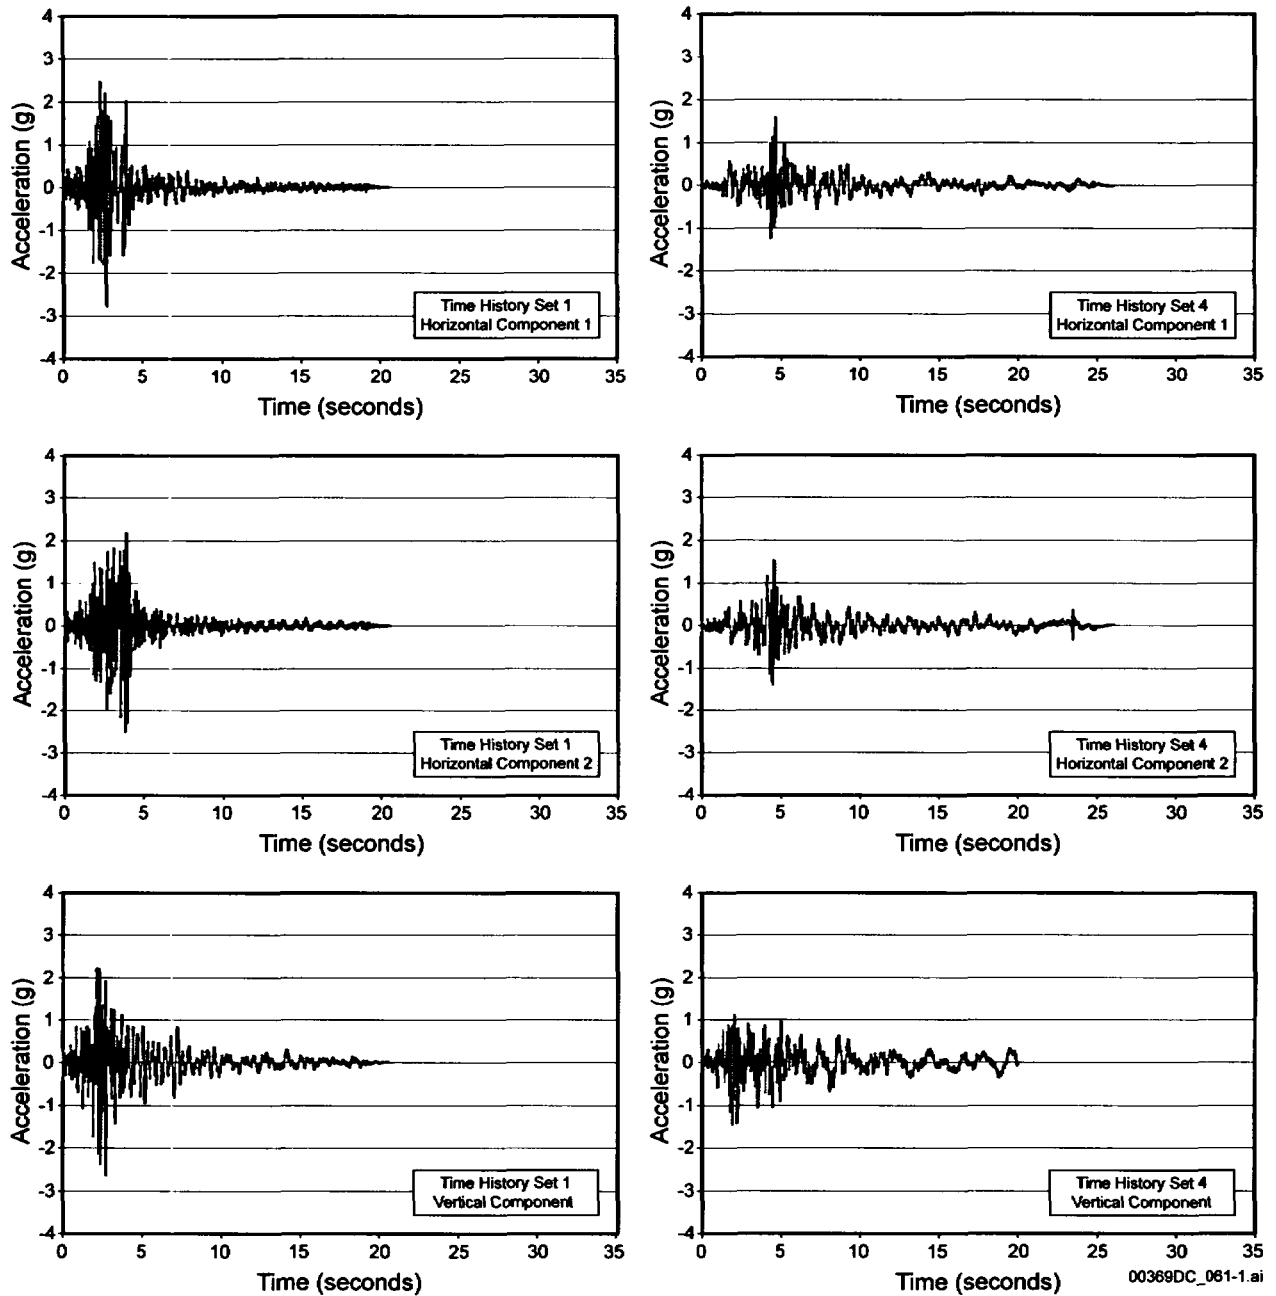 4
3
2
1
0
-1
-2
-3
-4
Acceleration (g)
0 5 10 15 20 25 30 35
Time (seconds)
Time History Set 1
Horizontal Component 1
4
3
2
1
0
-1
-2
-3
-4
Acceleration (g)
0 5 10 15 20 25 30 35
Time (seconds)
Time History Set 4
Horizontal Component 1
4
3
2
1
0
-1
-2
-3
-4
Acceleration (g)
0 5 10 15 20 25 30 35
Time (seconds)
Time History Set 1
Horizontal Component 2
4
3
2
1
0
-1
-2
-3
-4
Acceleration (g)
0 5 10 15 20 25 30 35
Time (seconds)
Time History Set 4
Horizontal Component 2
4
3
2
1
0
-1
-2
-3
-4
Acceleration (g)
0 5 10 15 20 25 30 35
Time (seconds)
Time History Set 1
Vertical Component
4
3
2
1
0
-1
-2
-3
-4
Acceleration (g)
0 5 10 15 20 25 30 35
Time (seconds)
Time History Set 4
Vertical Component
00369DC_061-1.ai